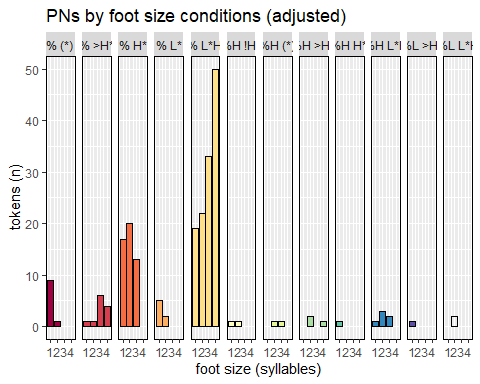 PNs by foot size conditions (adjusted)
% (*) % >H* % H* % L* % L*H %H !H %H (*) %H >H %H H* %H L*H %L >H %L L*H
50
40
30
20
10
0
tokens (n)
1234 1234 1234 1234 1234 1234 1234 1234 1234 1234 1234 1234
foot size (syllables)